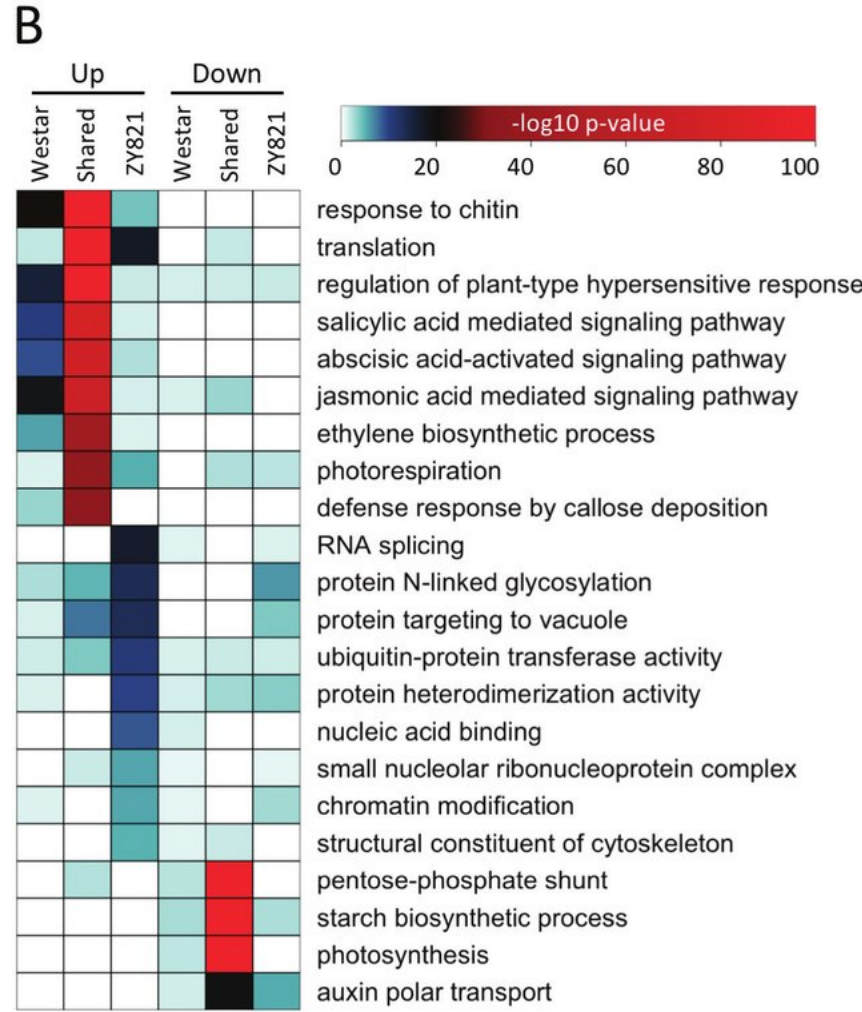 B
Up
Down
Westar
Shared
ZY821
Westar
Shared
ZY821
-log10 p-value
0 20 40 60 80 100
response to chitin
translation
regulation of plant-type hypersensitive response
salicylic acid mediated signaling pathway
abscisic acid-activated signaling pathway
jasmonic acid mediated signaling pathway
ethylene biosynthetic process
photorespiration
defense response by callose deposition
RNA splicing
protein N-linked glycosylation
protein targeting to vacuole
ubiquitin-protein transferase activity
protein heterodimerization activity
nucleic acid binding
small nucleolar ribonucleoprotein complex
chromatin modification
structural constituent of cytoskeleton
pentose-phosphate shunt
starch biosynthetic process
photosynthesis
auxin polar transport